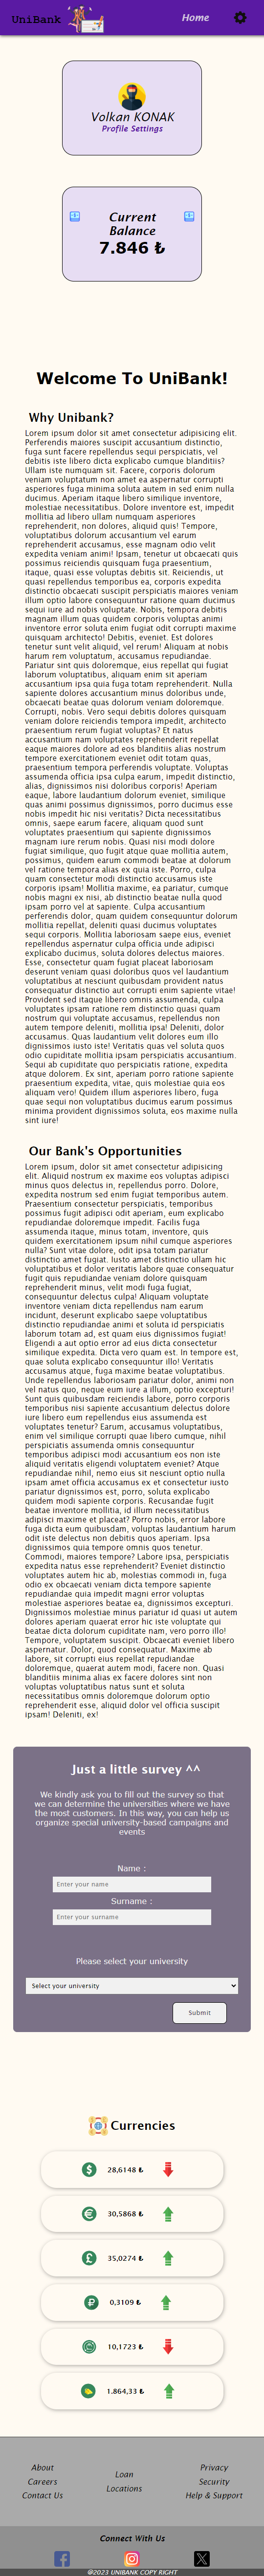 UniBank
Home
Volkan KONAK
Profile Settings
Current
Balance
7.846 ₺
Welcome To UniBank!
Why Unibank?
Lorem ipsum dolor sit amet consectetur adipisicing elit.
Perferendis maiores suscipit accusantium distinctio,
fuga sunt facere repellendus sequi perspiciatis, vel
debitis iste libero dicta explicabo cumque blanditiis?
Ullam iste numquam sit. Facere, corporis dolorum
veniam voluptatum non amet ea aspernatur corrupti
asperiores fuga minima soluta autem in sed enim nulla
ducimus. Aperiam itaque libero similique inventore,
molestiae necessitatibus. Dolore inventore est, impedit
mollitia ad libero ullam numquam asperiores
reprehenderit, non dolores, aliquid quis! Tempore,
voluptatibus dolorum accusantium vel earum
reprehenderit accusamus, esse magnam odio velit
expedita veniam animi! Ipsam, tenetur ut obcaecati quis
possimus reiciendis quisquam fuga praesentium,
itaque, quasi esse voluptas debitis sit. Reiciendis, ut
quasi repellendus temporibus ea, corporis expedita
distinctio obcaecati suscipit perspiciatis maiores veniam
illum optio labore consequuntur ratione quam ducimus
sequi iure ad nobis voluptate. Nobis, tempora debitis
magnam illum quas quidem corporis voluptas animi
inventore error soluta enim fugiat odit corrupti maxime
quisquam architecto! Debitis, eveniet. Est dolores
tenetur sunt velit aliquid, vel rerum! Aliquam at nobis
harum rem voluptatum, accusamus repudiandae.
Pariatur sint quis doloremque, eius repellat qui fugiat
laborum voluptatibus, aliquam enim sit aperiam
accusantium ipsa quia fuga totam reprehenderit. Nulla
sapiente dolores accusantium minus doloribus unde,
obcaecati beatae quas dolorum veniam doloremque.
Corrupti, nobis. Vero sequi debitis dolores quisquam
veniam dolore reiciendis tempora impedit, architecto
praesentium rerum fugiat voluptas? Et natus
accusantium nam voluptates reprehenderit repellat
eaque maiores dolore ad eos blanditiis alias nostrum
tempore exercitationem eveniet odit totam quas,
praesentium tempora perferendis voluptate. Voluptas
assumenda officia ipsa culpa earum, impedit distinctio,
alias, dignissimos nisi doloribus corporis! Aperiam
eaque, labore laudantium dolorum eveniet, similique
quas animi possimus dignissimos, porro ducimus esse
nobis impedit hic nisi veritatis? Dicta necessitatibus
omnis, saepe earum facere, aliquam quod sunt
voluptates praesentium qui sapiente dignissimos
magnam iure rerum nobis. Quasi nisi modi dolore
fugiat similique, quo fugit atque quae mollitia autem,
possimus, quidem earum commodi beatae at dolorum
vel ratione tempora alias ex quia iste. Porro, culpa
quam consectetur modi distinctio accusamus iste
corporis ipsam! Mollitia maxime, ea pariatur, cumque
nobis magni ex nisi, ab distinctio beatae nulla quod
ipsam porro vel at sapiente. Culpa accusantium
perferendis dolor, quam quidem consequuntur dolorum
mollitia repellat, deleniti quasi ducimus voluptates
sequi corporis. Mollitia laboriosam saepe eius, eveniet
repellendus aspernatur culpa officia unde adipisci
explicabo ducimus, soluta dolores delectus maiores.
Esse, consectetur quam fugiat placeat laboriosam
deserunt veniam quasi doloribus quos vel laudantium
voluptatibus at nesciunt quibusdam provident natus
consequatur distinctio aut corrupti enim sapiente vitae!
Provident sed itaque libero omnis assumenda, culpa
voluptates ipsam ratione rem distinctio quasi quam
nostrum qui voluptate accusamus, repellendus non
autem tempore deleniti, mollitia ipsa! Deleniti, dolor
accusamus. Quas laudantium velit dolores eum illo
dignissimos iusto iste! Veritatis quas vel soluta quos
odio cupiditate mollitia ipsam perspiciatis accusantium.
Sequi ab cupiditate quo perspiciatis ratione, expedita
atque dolorem. Ex sint, aperiam porro ratione sapiente
praesentium expedita, vitae, quis molestiae quia eos
aliquam vero! Quidem illum asperiores libero, fuga
quae sequi non voluptatibus ducimus earum possimus
minima provident dignissimos soluta, eos maxime nulla
sint iure!
Our Bank's Opportunities
Lorem ipsum, dolor sit amet consectetur adipisicing
elit. Aliquid nostrum ex maxime eos voluptas adipisci
minus quos delectus in, repellendus porro. Dolore,
expedita nostrum sed enim fugiat temporibus autem.
Praesentium consectetur perspiciatis, temporibus
possimus fugit adipisci odit aperiam, eum explicabo
repudiandae doloremque impedit. Facilis fuga
assumenda itaque, minus totam, inventore, quis
quidem exercitationem ipsum nihil cumque asperiores
nulla? Sunt vitae dolore, odit ipsa totam pariatur
distinctio amet fugiat. Iusto amet distinctio ullam hic
voluptatibus et dolor veritatis labore quae consequatur
fugit quis repudiandae veniam dolore quisquam
reprehenderit minus, velit modi fuga fugiat,
consequuntur delectus culpa! Aliquam voluptate
inventore veniam dicta repellendus nam earum
incidunt, deserunt explicabo saepe voluptatibus
distinctio repudiandae animi et soluta id perspiciatis
laborum totam ad, est quam eius dignissimos fugiat!
Eligendi a aut optio error ad eius dicta consectetur
similique expedita. Dicta vero quam est. In tempore est,
quae soluta explicabo consequuntur illo! Veritatis
accusamus atque, fuga maxime beatae voluptatibus.
Unde repellendus laboriosam pariatur dolor, animi non
vel natus quo, neque eum iure a illum, optio excepturi!
Sunt quis quibusdam reiciendis labore, porro corporis
temporibus nisi sapiente accusantium delectus dolore
iure libero eum repellendus eius assumenda est
voluptates tenetur? Earum, accusamus voluptatibus,
enim vel similique corrupti quae libero cumque, nihil
perspiciatis assumenda omnis consequuntur
temporibus adipisci modi accusantium eos non iste
aliquid veritatis eligendi voluptatem eveniet? Atque
repudiandae nihil, nemo eius sit nesciunt optio nulla
ipsam at ipsa officia accusamus ex et consectetur iusto
pariatur dignissimos est, porro, soluta explicabo
quidem modi sapiente corporis. Recusandae fugit
beatae inventore mollitia, id illum necessitatibus
adipisci maxime et placeat? Porro nobis, error labore
fuga dicta eum quibusdam, voluptas laudantium harum
odit iste delectus non debitis quos aperiam. Ipsa
dignissimos quia tempore omnis quos tenetur.
Commodi, maiores tempore? Labore ipsa, perspiciatis
expedita natus esse reprehenderit? Eveniet distinctio
voluptates autem hic ab, molestias commodi in, fuga
odio ex obcaecati veniam dicta tempore sapiente
repudiandae quia impedit magni error voluptas
molestiae asperiores beatae ea, dignissimos excepturi.
Dignissimos molestiae minus pariatur id quasi ut autem
dolores aperiam quaerat error hic iste voluptate qui
beatae dicta dolorum cupiditate nam, vero porro illo!
Tempore, voluptatem suscipit. Obcaecati eveniet libero
aspernatur. Dolor, quod consequatur. Maxime ab
labore, sit corrupti eius repellat repudiandae
doloremque, quaerat autem modi, facere non. Quasi
blanditiis minima alias ex facere dolores sint non
voluptas voluptatibus natus sunt et soluta
necessitatibus omnis doloremque dolorum optio
reprehenderit esse, aliquid dolor vel officia suscipit
ipsam! Deleniti, ex!
Just a little survey ^^
We kindly ask you to fill out the survey so that
we can determine the universities where we have
the most customers. In this way, you can help us
organize special university-based campaigns and
events
Name :
Enter your name
Surname :
Enter your surname
Please select your university
Select your university
Submit
Currencies
28,6148 ₺
30,5868 ₺
35,0274 ₺
0,3109 ₺
10,1723 ₺
1.864,33 ₺
About
Careers
Contact Us
Loan
Locations
Privacy
Security
Help & Support
Connect With Us
@2023 UNIBANK COPY RIGHT